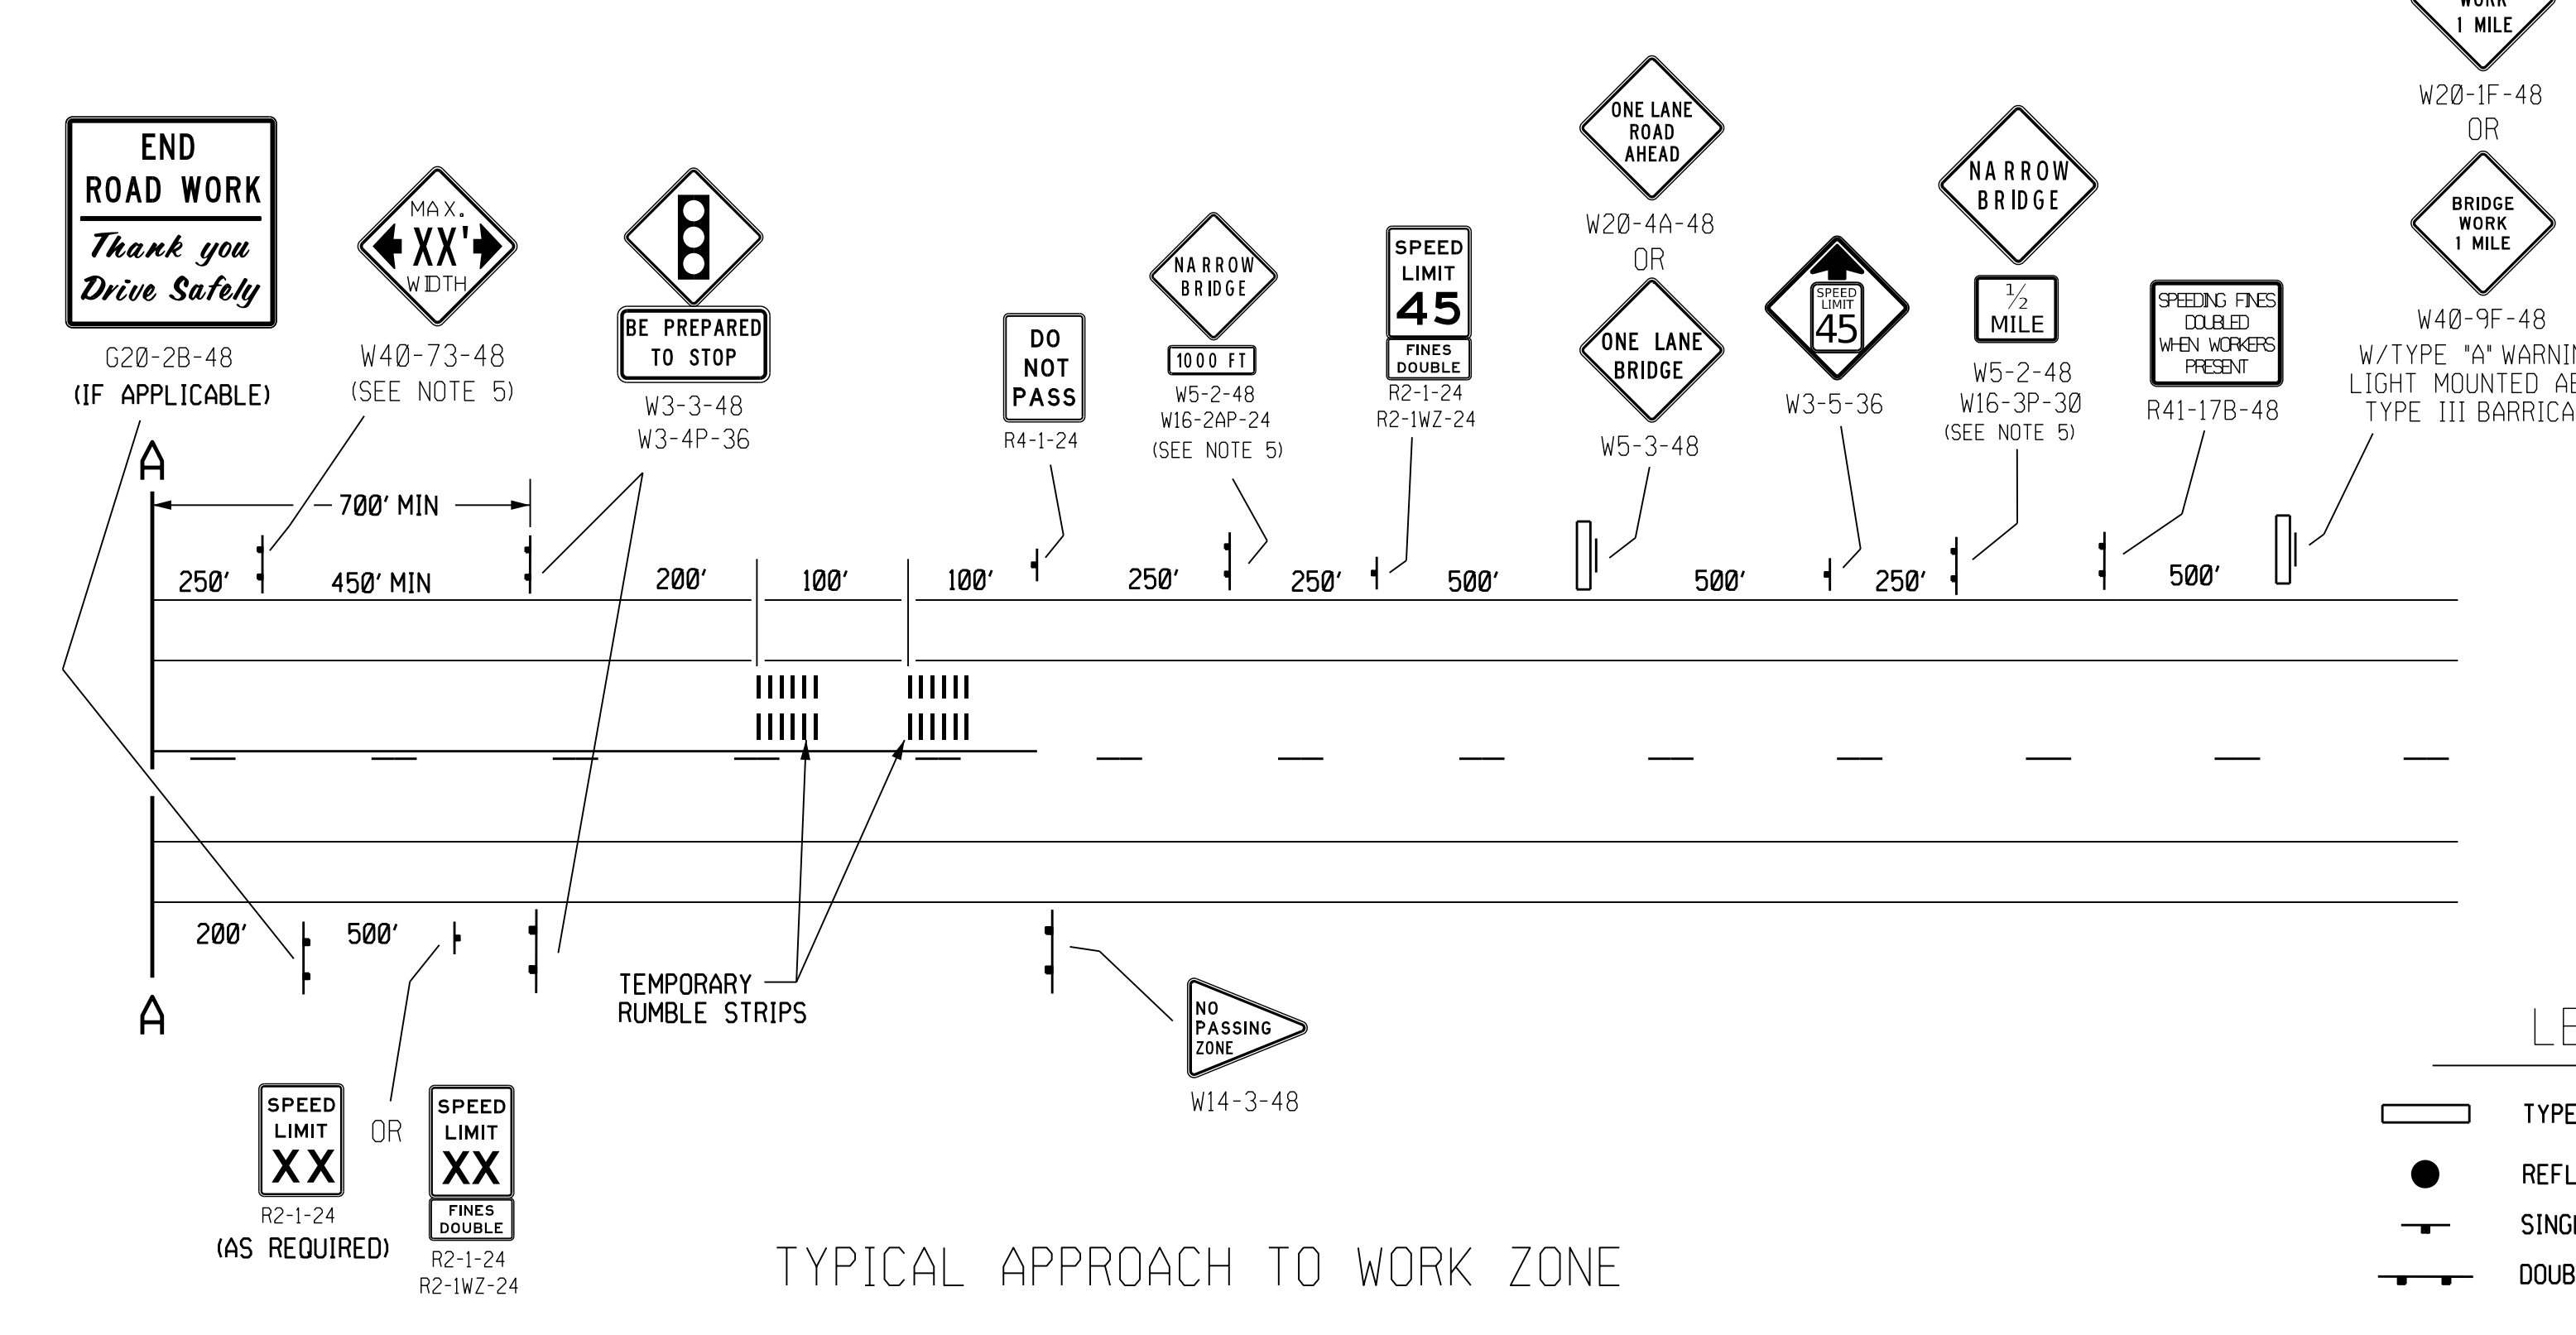 WORK
1 MILE
W20-1F-48
OR
BRIDGE
WORK
1 MILE
W40-9F-48
W/TYPE "A"
LIGHT MOUNTED
TYPE III
END
ROAD WORK
Thank you
Drive Safely
G20-2B-48
(IF APPLICABLE)
MAX.
XX'
WIDTH
W40-73-48
(SEE NOTE 5)
BE PREPARED
TO STOP
W3-3-48
W3-4P-36
DO
NOT
PASS
R4-1-24
NARROW
BRIDGE
1000 FT
W5-2-48
W16-2AP-24
(SEE NOTE 5)
SPEED
LIMIT
45
FINES
DOUBLE
R2-1-24
R2-1WZ-24
ONE LANE
ROAD
AHEAD
W20-4A-48
OR
ONE LANE
BRIDGE
W5-3-48
SPEED
LIMIT
45
W3-5-36
NARROW
BRIDGE
1/2
MILE
W5-2-48
W16-3P-30
(SEE NOTE 5)
SPEEDING FINES
DOUBLED
WHEN WORKERS
PRESENT
R41-17B-48
A
700' MIN
250' 450' MIN 200' 100' 100' 250' 250' 500' 500' 250' 500'
200' 500'
A
TEMPORARY
RUMBLE STRIPS
NO
PASSING
ZONE
W14-3-48
SPEED
LIMIT
XX
R2-1-24
(AS REQUIRED)
OR
SPEED
LIMIT
XX
FINES
DOUBLE
R2-1-24
R2-1WZ-24
TYPICAL APPROACH TO WORK ZONE
TYPE